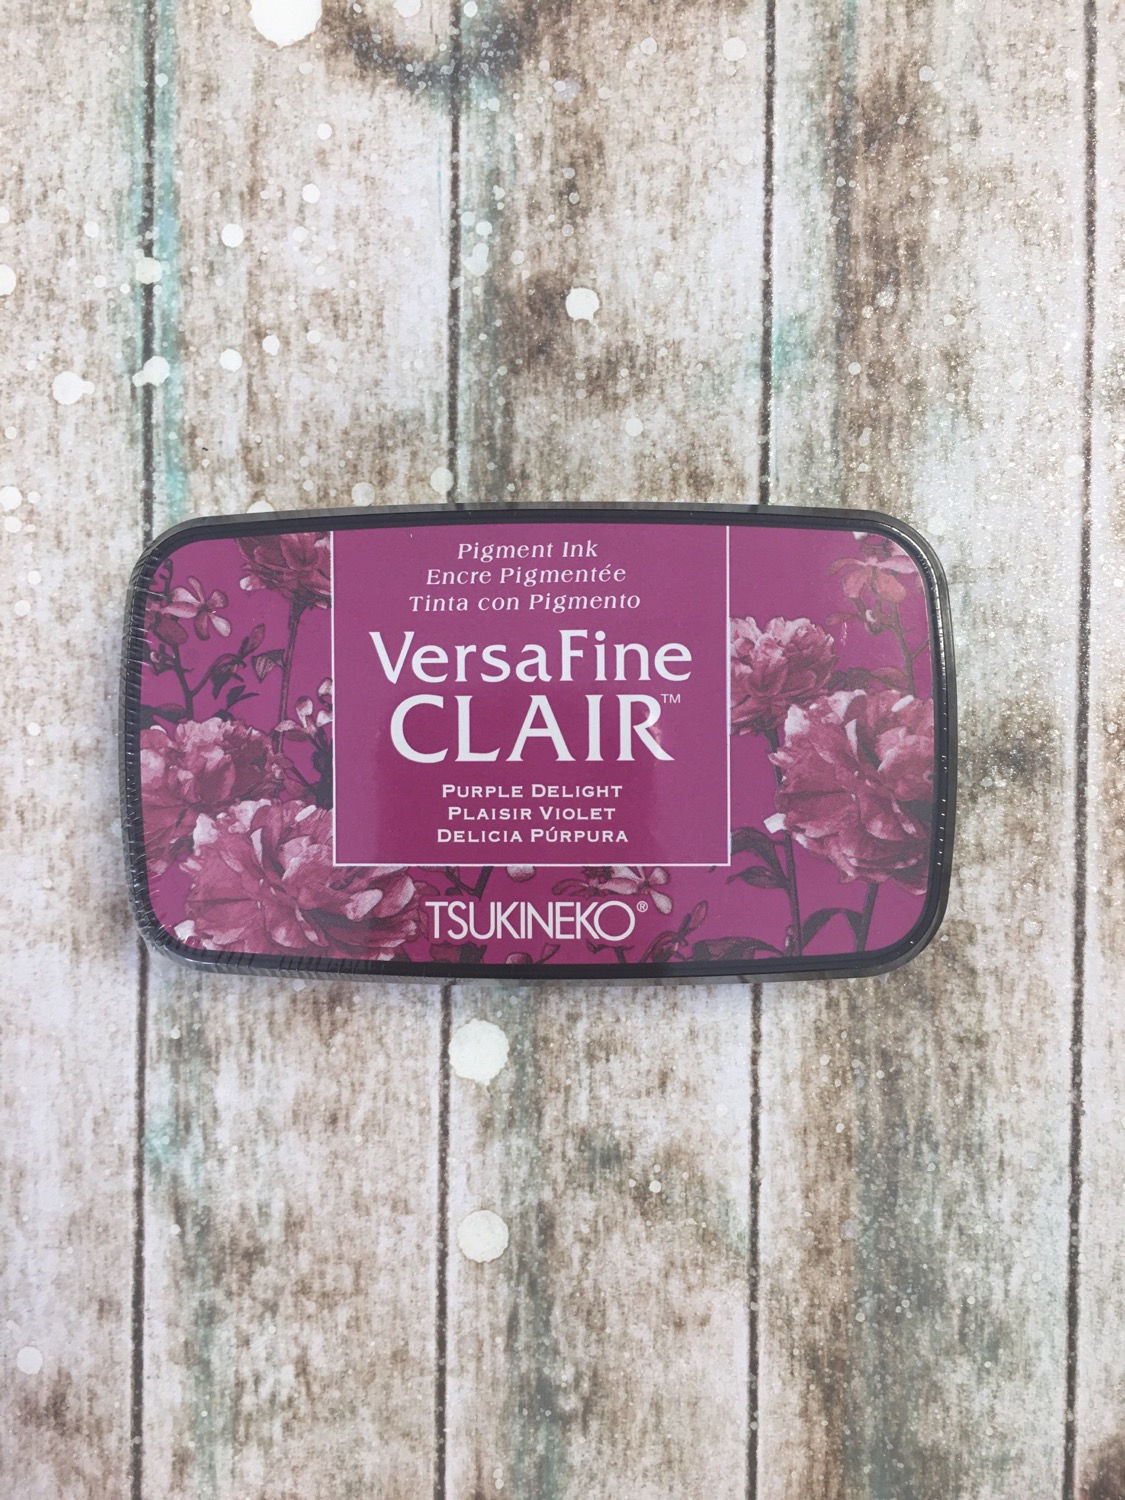 Pigment Ink
Encre Pigmentée
Tinta con Pigmento
VersaFine
CLAIR™
PURPLE DELIGHT
PLAISIR VIOLET
DELICIA PÚRPURA
TSUKINEKO®